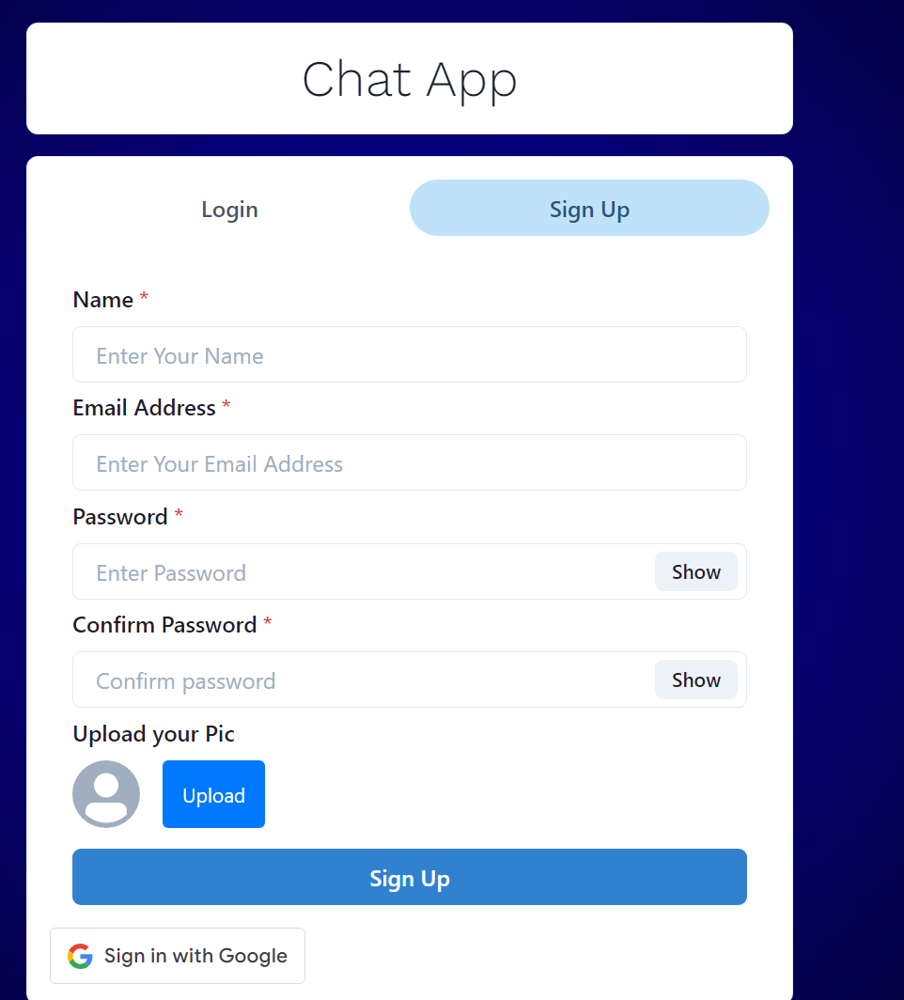 Chat App
Login
Sign Up
Name *
Enter Your Name
Email Address *
Enter Your Email Address
Password *
Enter Password
Show
Confirm Password *
Confirm password
Show
Upload your Pic
Upload
Sign Up
Sign in with Google